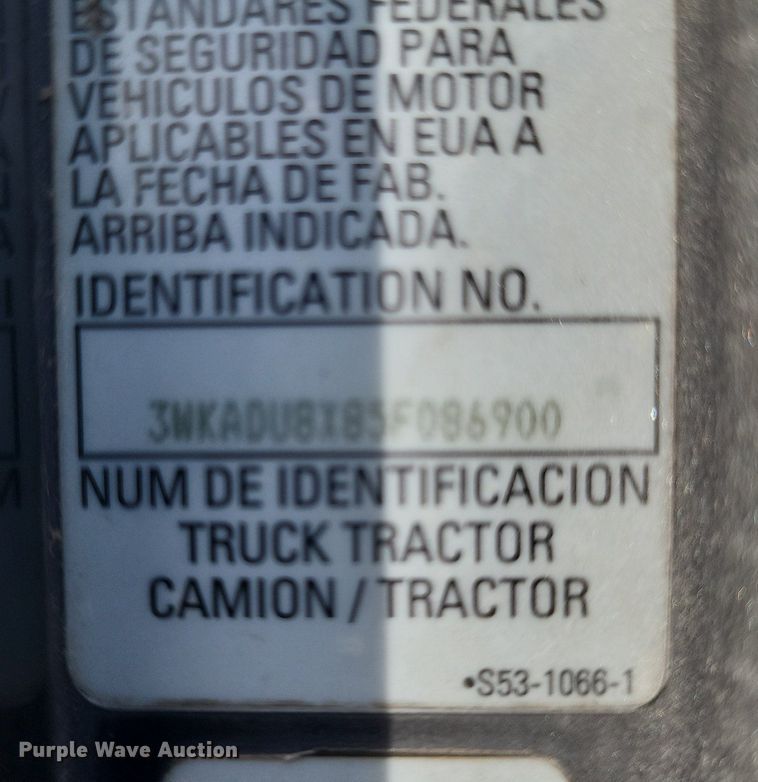 ESTANDARES FEDERALES
DE SEGURIDAD PARA
VEHICULOS DE MOTOR
APLICABLES EN EUA A
LA FECHA DE FAB.
ARRIBA INDICADA.
IDENTIFICATION NO.
3WKADU8X85F086900
NUM DE IDENTIFICACION
TRUCK TRACTOR
CAMION / TRACTOR
•S53-1066-1
Purple Wave Auction